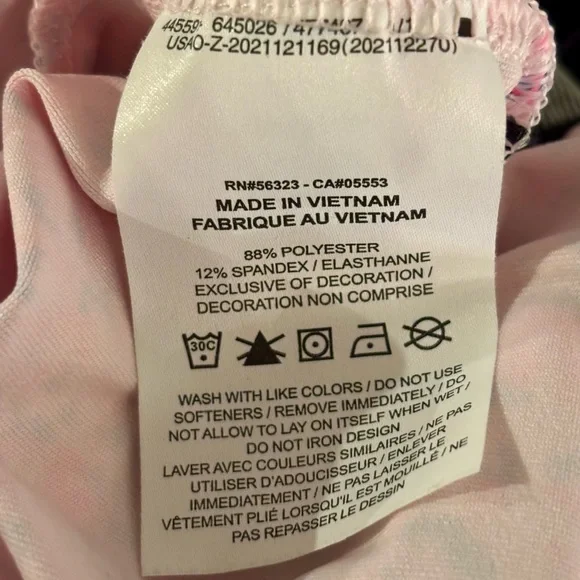 645026 /
USAO-Z-2021121169(202112270)
RN#56323 - CA#05553
MADE IN VIETNAM
FABRIQUE AU VIETNAM
88% POLYESTER
12% SPANDEX / ELASTHANNE
EXCLUSIVE OF DECORATION /
DECORATION NON COMPRISE
30C
WASH WITH LIKE COLORS / DO NOT USE
SOFTENERS / REMOVE IMMEDIATELY / DO
NOT ALLOW TO LAY ON ITSELF WHEN WET /
DO NOT IRON DESIGN
LAVER AVEC COULEURS SIMILAIRES / NE PAS
UTILISER D'ADOUCISSEUR / ENLEVER
IMMEDIATEMENT / NE PAS LAISSER LE
VÊTEMENT PLIÉ LORSQU'IL EST MOUILLÉ / NE
PAS REPASSER LE DESSIN